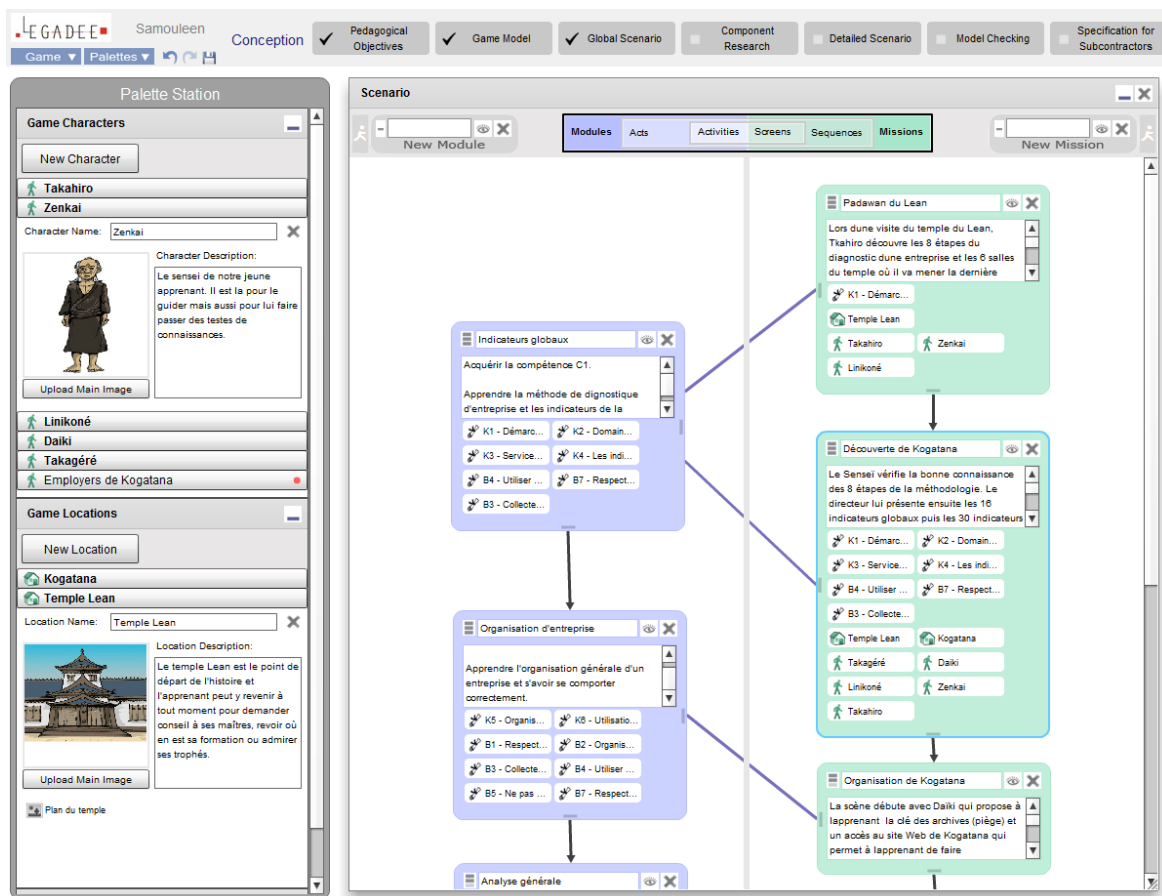 LEGADEE
Samouleen
Conception
Pedagogical
Objectives
Game Model
Global Scenario
Component
Research
Detailed Scenario
Model Checking
Specification for
Subcontractors
Game ▼
Palettes ▼
Palette Station
Game Characters
New Character
Takahiro
Zenkai
Character Name: Zenkai
Character Description:
Le sensei de notre jeune
apprenant. Il est la pour le
guider mais aussi pour lui faire
passer des testes de
connaissances.
Upload Main Image
Linikoné
Daiki
Takagéré
Employers de Kogatana
Game Locations
New Location
Kogatana
Temple Lean
Location Name: Temple Lean
Location Description:
Le temple Lean est le point de
départ de l'histoire et
l'apprenant peut y revenir à
tout moment pour demander
conseil à ses maîtres, revoir où
en est sa formation ou admirer
ses trophés.
Upload Main Image
Plan du temple
Scenario
New Module
Modules Acts Activities Screens Sequences Missions
New Mission
Indicateurs globaux
Acquérir la compétence C1.
Apprendre la méthode de dignostique
d'entreprise et les indicateurs de la
K1 - Démarc... K2 - Domain...
K3 - Service... K4 - Les indi...
B4 - Utiliser ... B7 - Respect...
B3 - Collecte...
Organisation d'entreprise
Apprendre l'organisation générale d'un
entreprise et s'avoir se comporter
correctement.
K5 - Organis... K6 - Utilisatio...
B1 - Respect... B2 - Organis...
B3 - Collecte... B4 - Utiliser ...
B5 - Ne pas ... B7 - Respect...
Analyse générale
Padawan du Lean
Lors dune visite du temple du Lean,
Tkahiro découvre les 8 étapes du
diagnostic dune entreprise et les 6 salles
du temple où il va mener la dernière
K1 - Démarc...
Temple Lean
Takahiro Zenkai
Linikoné
Découverte de Kogatana
Le Senseï vérifie la bonne connaissance
des 8 étapes de la méthodologie. Le
directeur lui présente ensuite les 16
indicateurs globaux puis les 30 indicateurs
K1 - Démarc... K2 - Domain...
K3 - Service... K4 - Les indi...
B4 - Utiliser ... B7 - Respect...
B3 - Collecte...
Temple Lean Kogatana
Takagéré Daiki
Linikoné Zenkai
Takahiro
Organisation de Kogatana
La scène débute avec Daïki qui propose à
lapprenant la clé des archives (piège) et
un accès au site Web de Kogatana qui
permet à lapprenant de faire